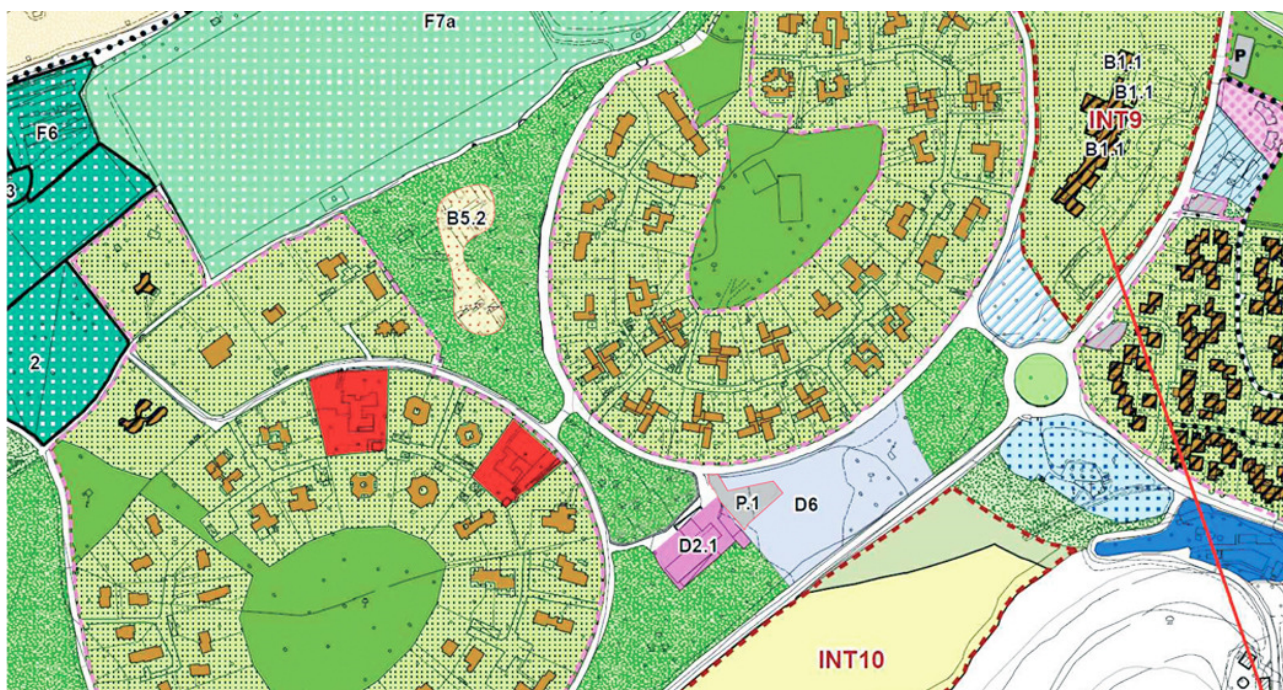 F7a
B1.1
P
B1.1
INT9
F6
B1.1
3
B5.2
2
P.1
D6
D2.1
INT10